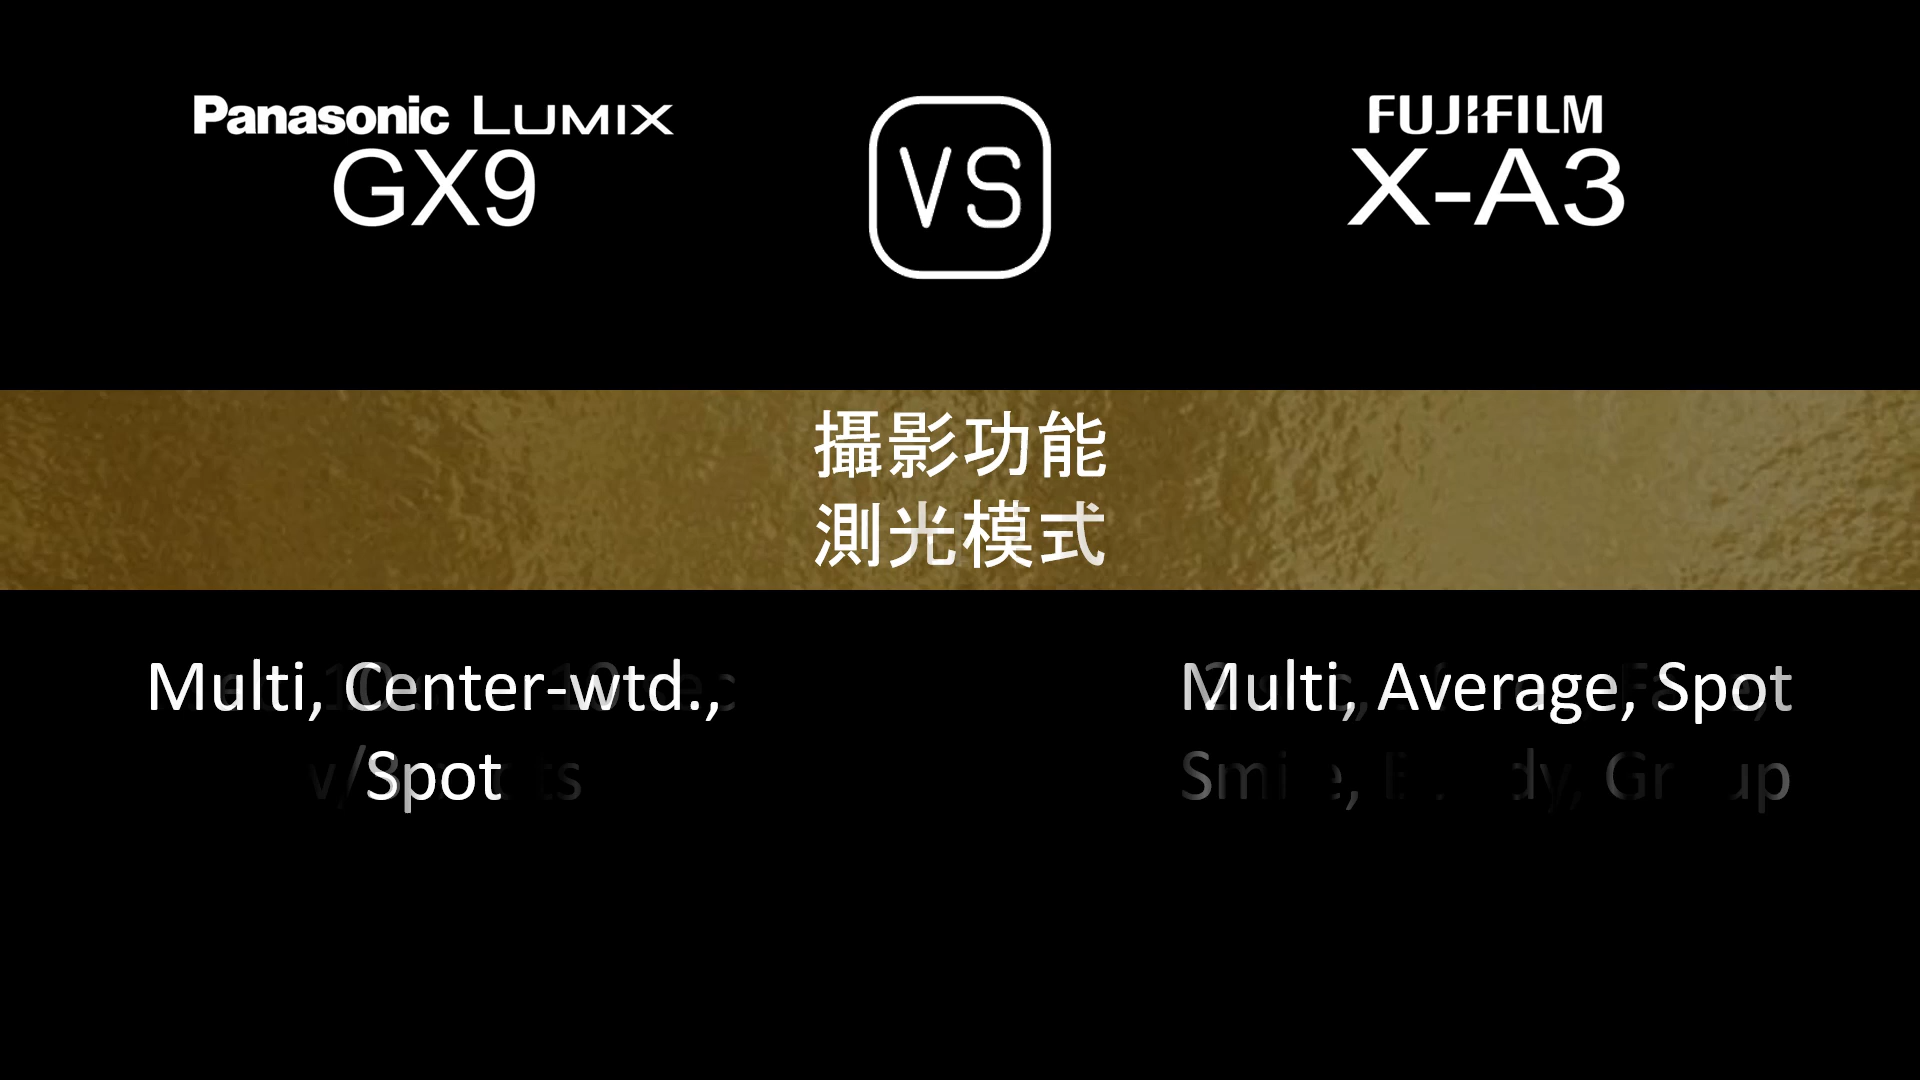 Panasonic LUMIX
GX9
VS
FUJIFILM
X-A3
攝影功能
測光模式
Multi, Center-wtd.,
Spot
Multi, Average, Spot